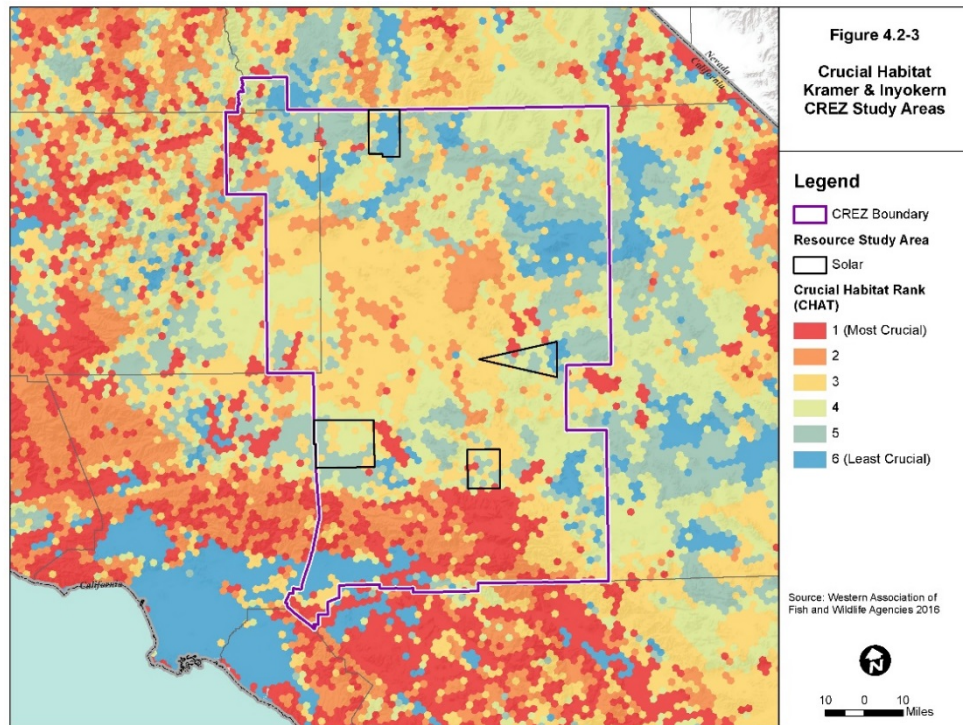 Figure 4.2-3
Crucial Habitat
Kramer & Inyokern
CREZ Study Areas
Legend
CREZ Boundary
Resource Study Area
Solar
Crucial Habitat Rank
(CHAT)
1 (Most Crucial)
2
3
4
5
6 (Least Crucial)
Source: Western Association of
Fish and Wildlife Agencies 2016
N
10 0 10
Miles
Nevada
California
California